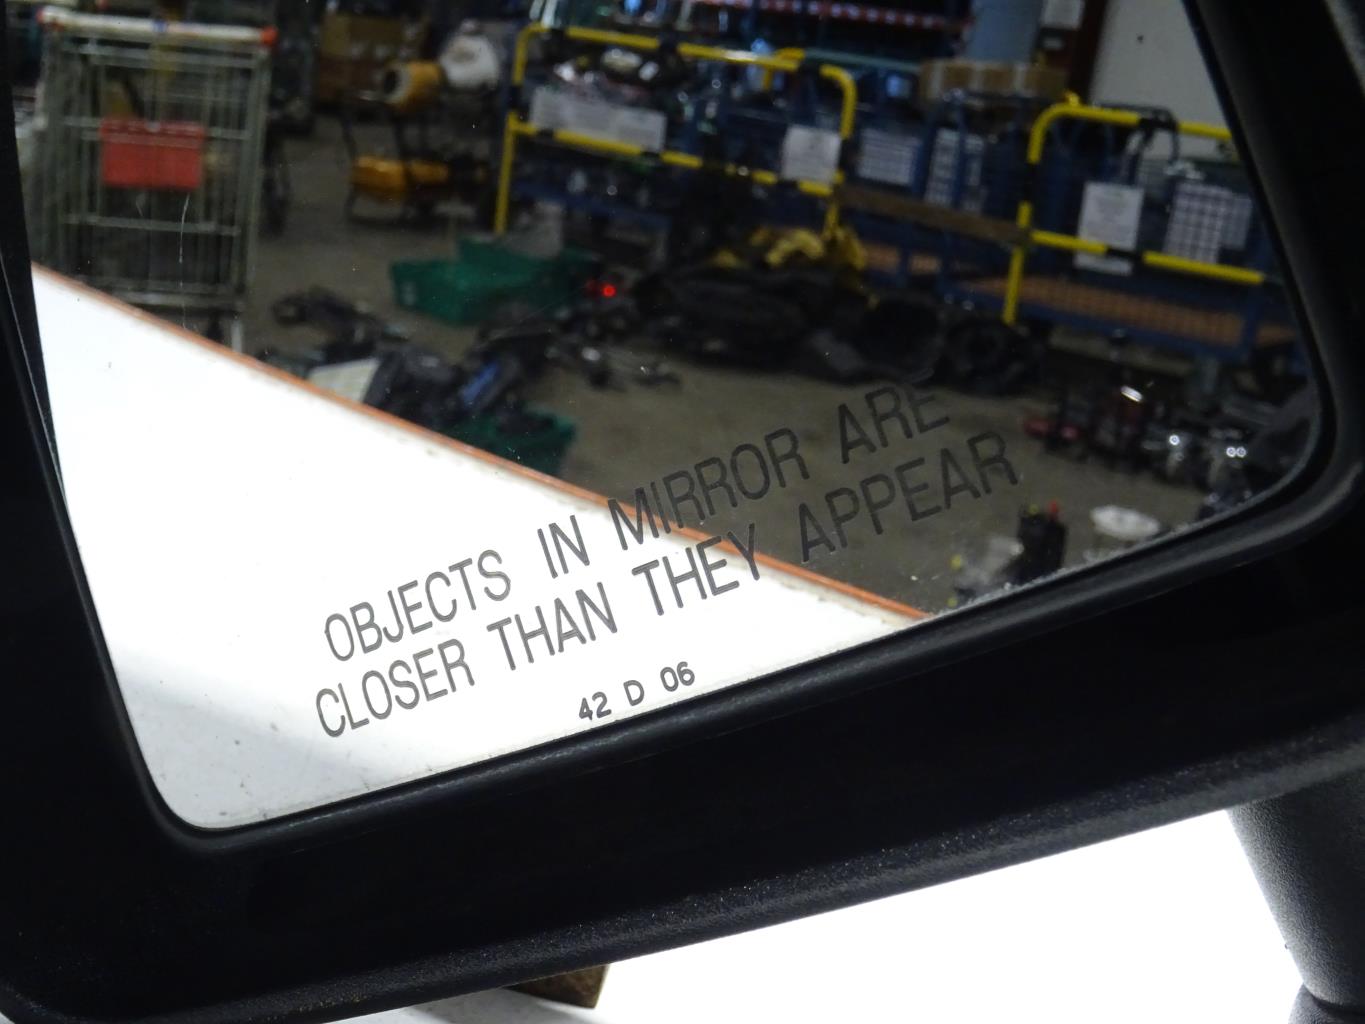 OBJECTS IN MIRROR ARE
CLOSER THAN THEY APPEAR
42 D 06